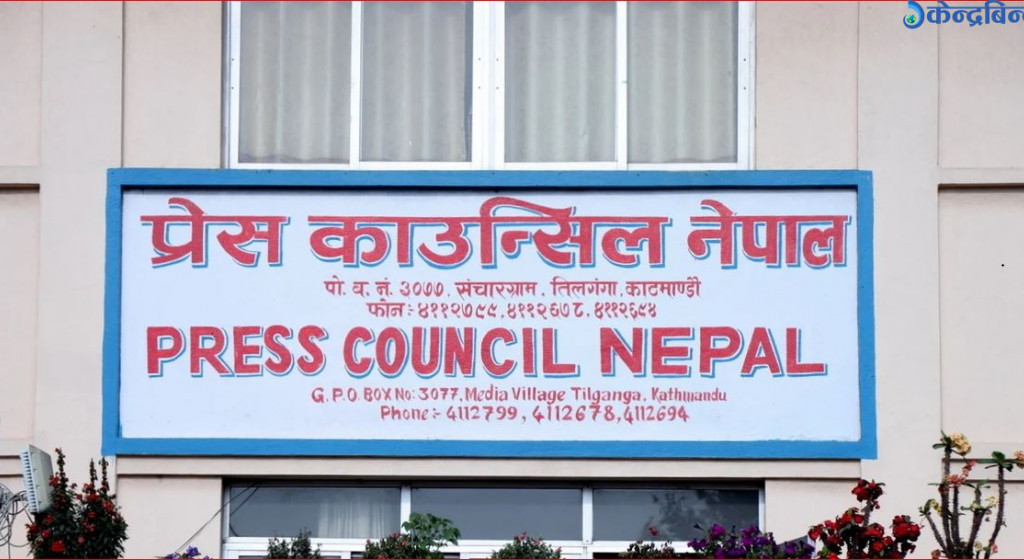 केन्द्रबिन्
प्रेस काउन्सिल नेपाल
पो. ब. नं. ३०७७. संचारग्राम. तिलगंगा. काठमाण्डौ
फोन :- ४११२७९९, ४११२६७८, ४११२६९४
PRESS COUNCIL NEPAL
G.P.O. BOX No: 3077, Media Village Tilganga, Kathmandu
Phone :- 4112799, 4112678, 4112694